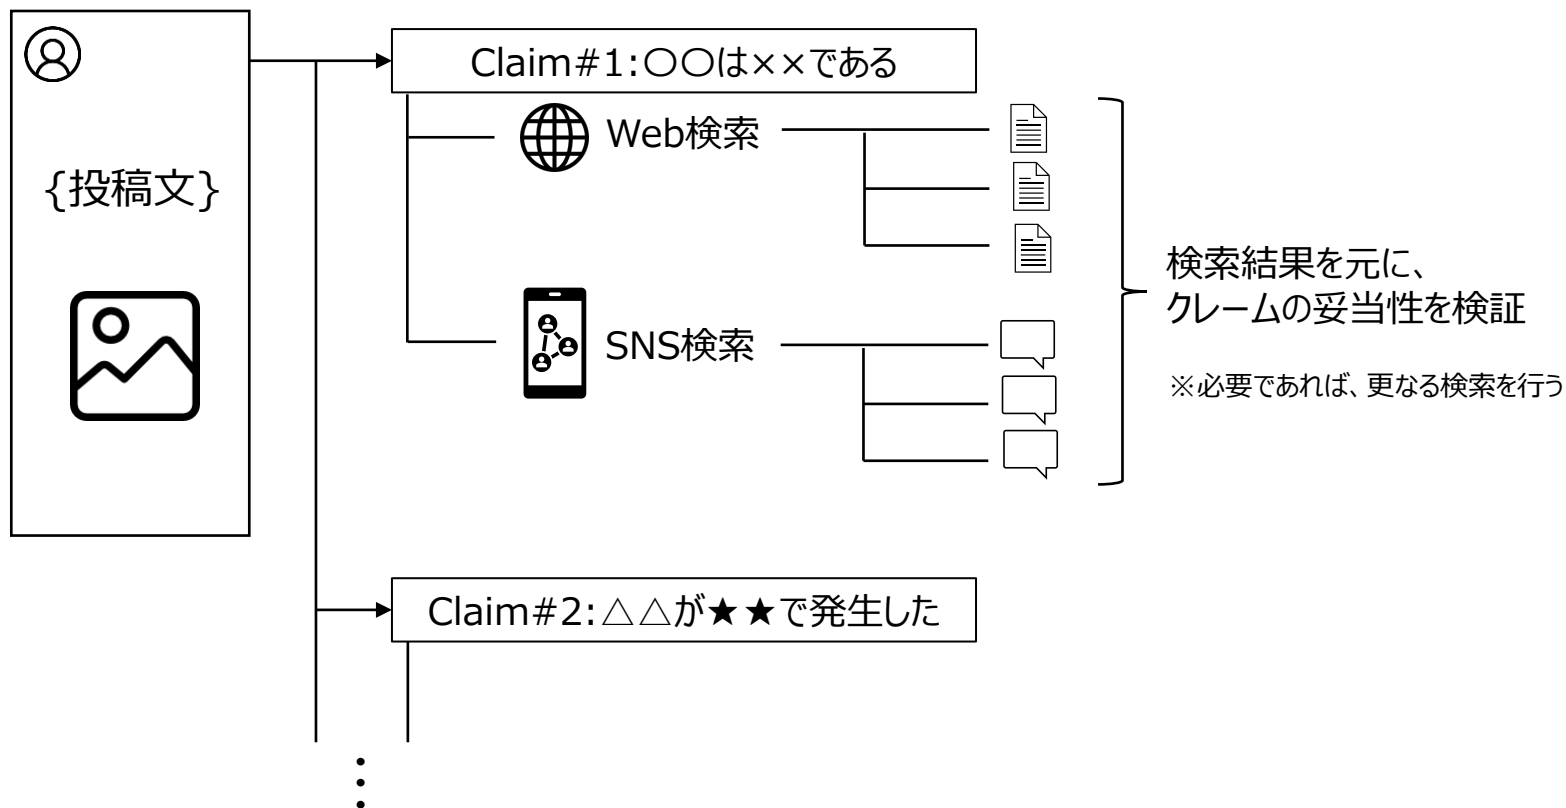 Claim#1:〇〇は××である
{投稿文}
Web検索
SNS検索
検索結果を元に、
クレームの妥当性を検証
※必要であれば、更なる検索を行う
Claim#2:△△が★★で発生した